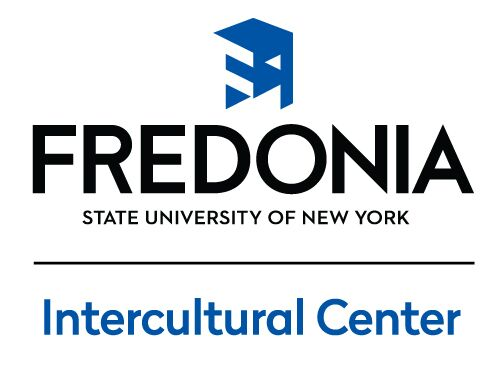 FREDONIA
STATE UNIVERSITY OF NEW YORK
Intercultural Center